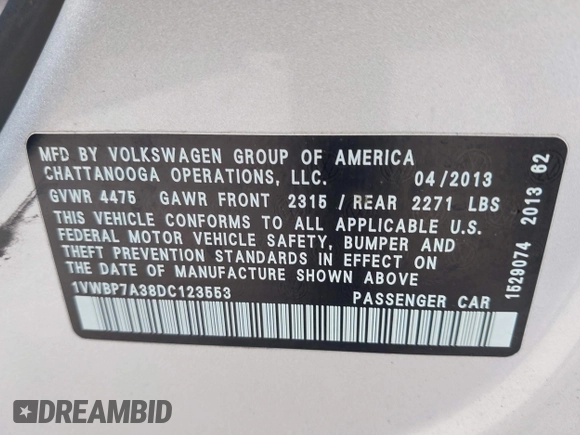 MFD BY VOLKSWAGEN GROUP OF AMERICA
CHATTANOOGA OPERATIONS, LLC. 04/2013
GVWR 4475 GAWR FRONT 2315 / REAR 2271 LBS
THIS VEHICLE CONFORMS TO ALL APPLICABLE U.S.
FEDERAL MOTOR VEHICLE SAFETY, BUMPER AND
THEFT PREVENTION STANDARDS IN EFFECT ON
THE DATE OF MANUFACTURE SHOWN ABOVE
1VWBP7A38DC123553 PASSENGER CAR
1529074 2013 62
DREAMBID